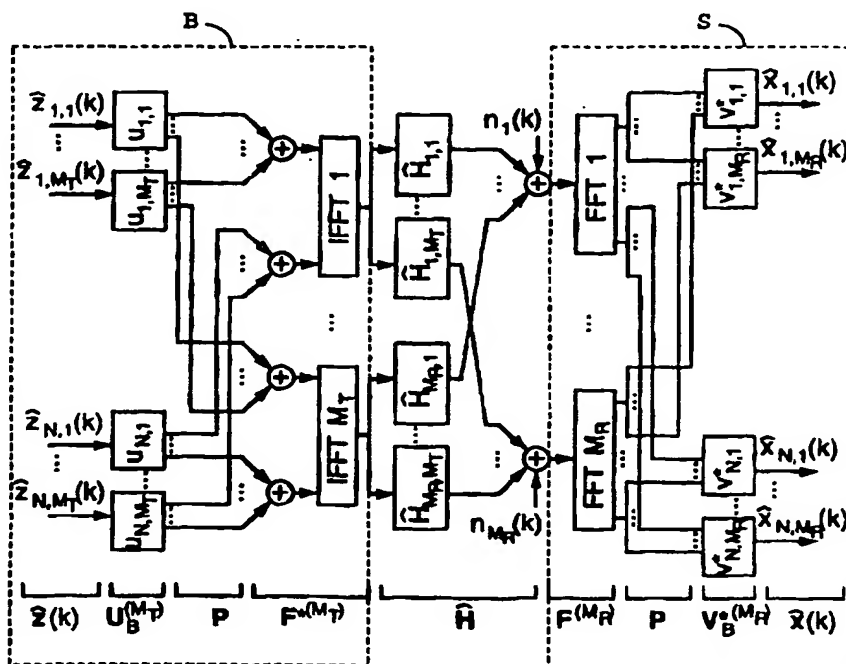 B
S
ẑ1,1(k)
u1,1
ẑ1,MT(k)
u1,MT
IFFT 1
Ĥ1,1
Ĥ1,MT
n1(k)
FFT 1
v*1,1
x̂1,1(k)
v*1,MR
x̂1,MR(k)
ẑN,1(k)
uN,1
ẑN,MT(k)
uN,MT
IFFT MT
ĤMR,1
ĤMR,MT
nMR(k)
FFT MR
v*N,1
x̂N,1(k)
v*N,MR
x̂N,MR(k)
ẑ(k) UB(MT) P F*(MT) Ĥ F(MR) P VB*(MR) x̂(k)